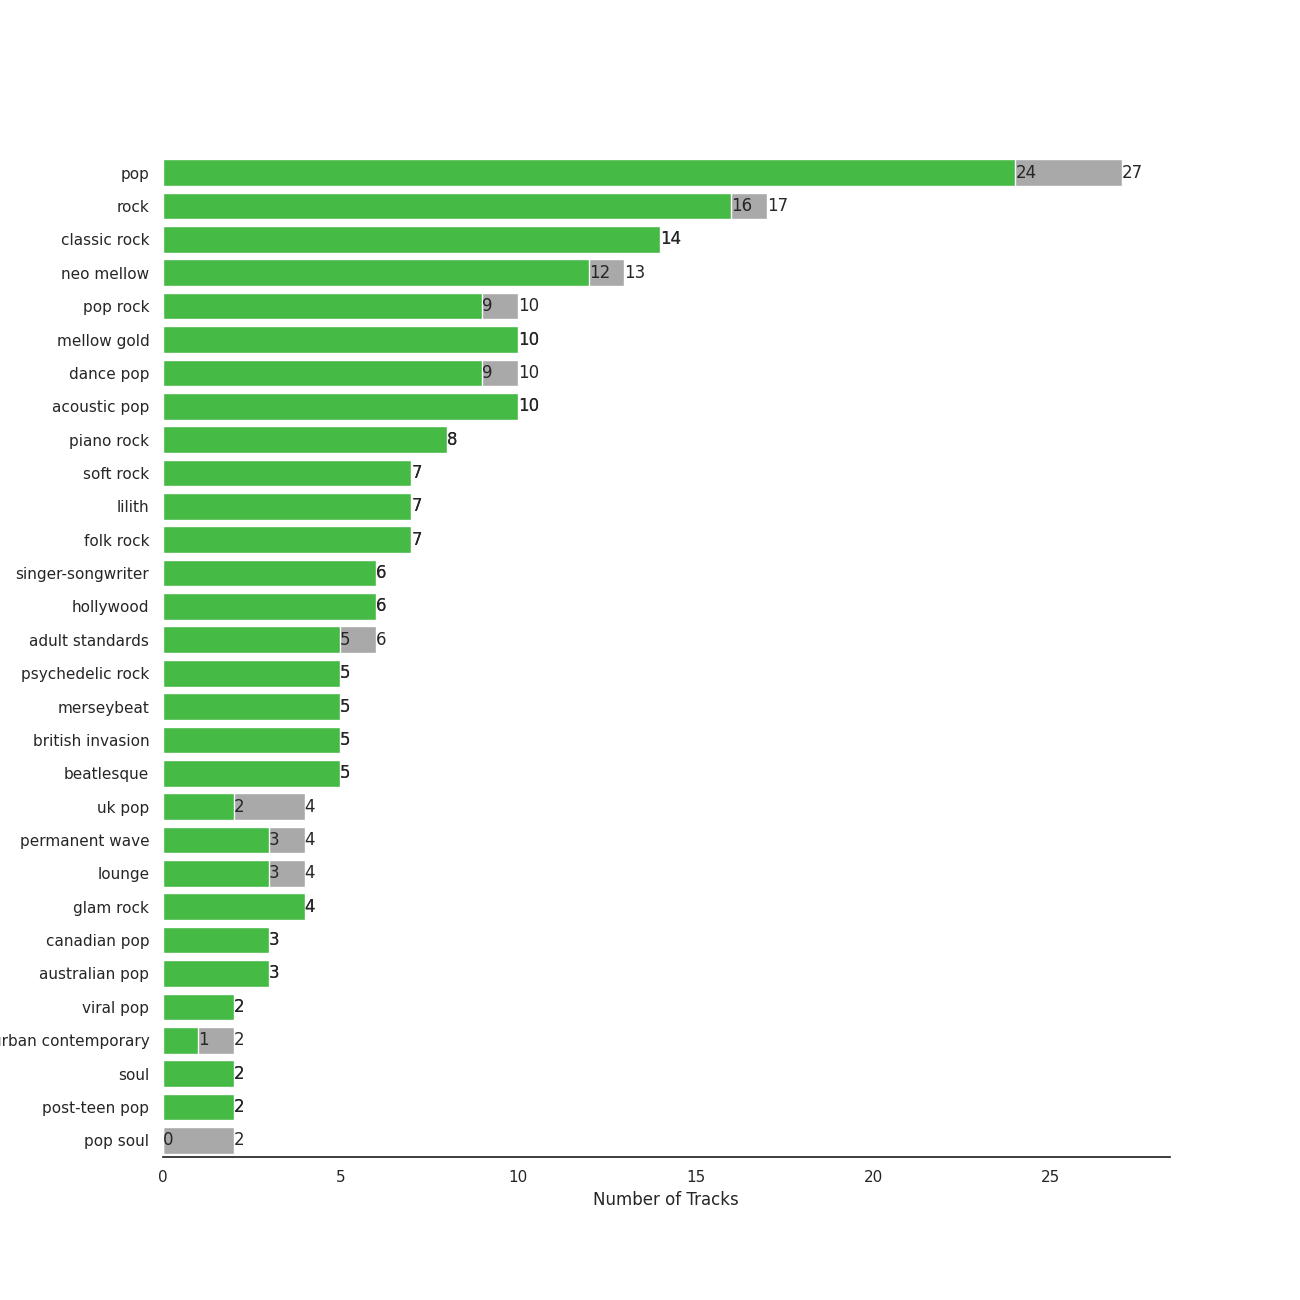 pop 24 27
rock 16 17
classic rock 14
neo mellow 12 13
pop rock 9 10
mellow gold 10
dance pop 9 10
acoustic pop 10
piano rock 8
soft rock 7
lilith 7
folk rock 7
singer-songwriter 6
hollywood 6
adult standards 5 6
psychedelic rock 5
merseybeat 5
british invasion 5
beatlesque 5
uk pop 2 4
permanent wave 3 4
lounge 3 4
glam rock 4
canadian pop 3
australian pop 3
viral pop 2
rban contemporary 1 2
soul 2
post-teen pop 2
pop soul 0 2
0 5 10 15 20 25
Number of Tracks